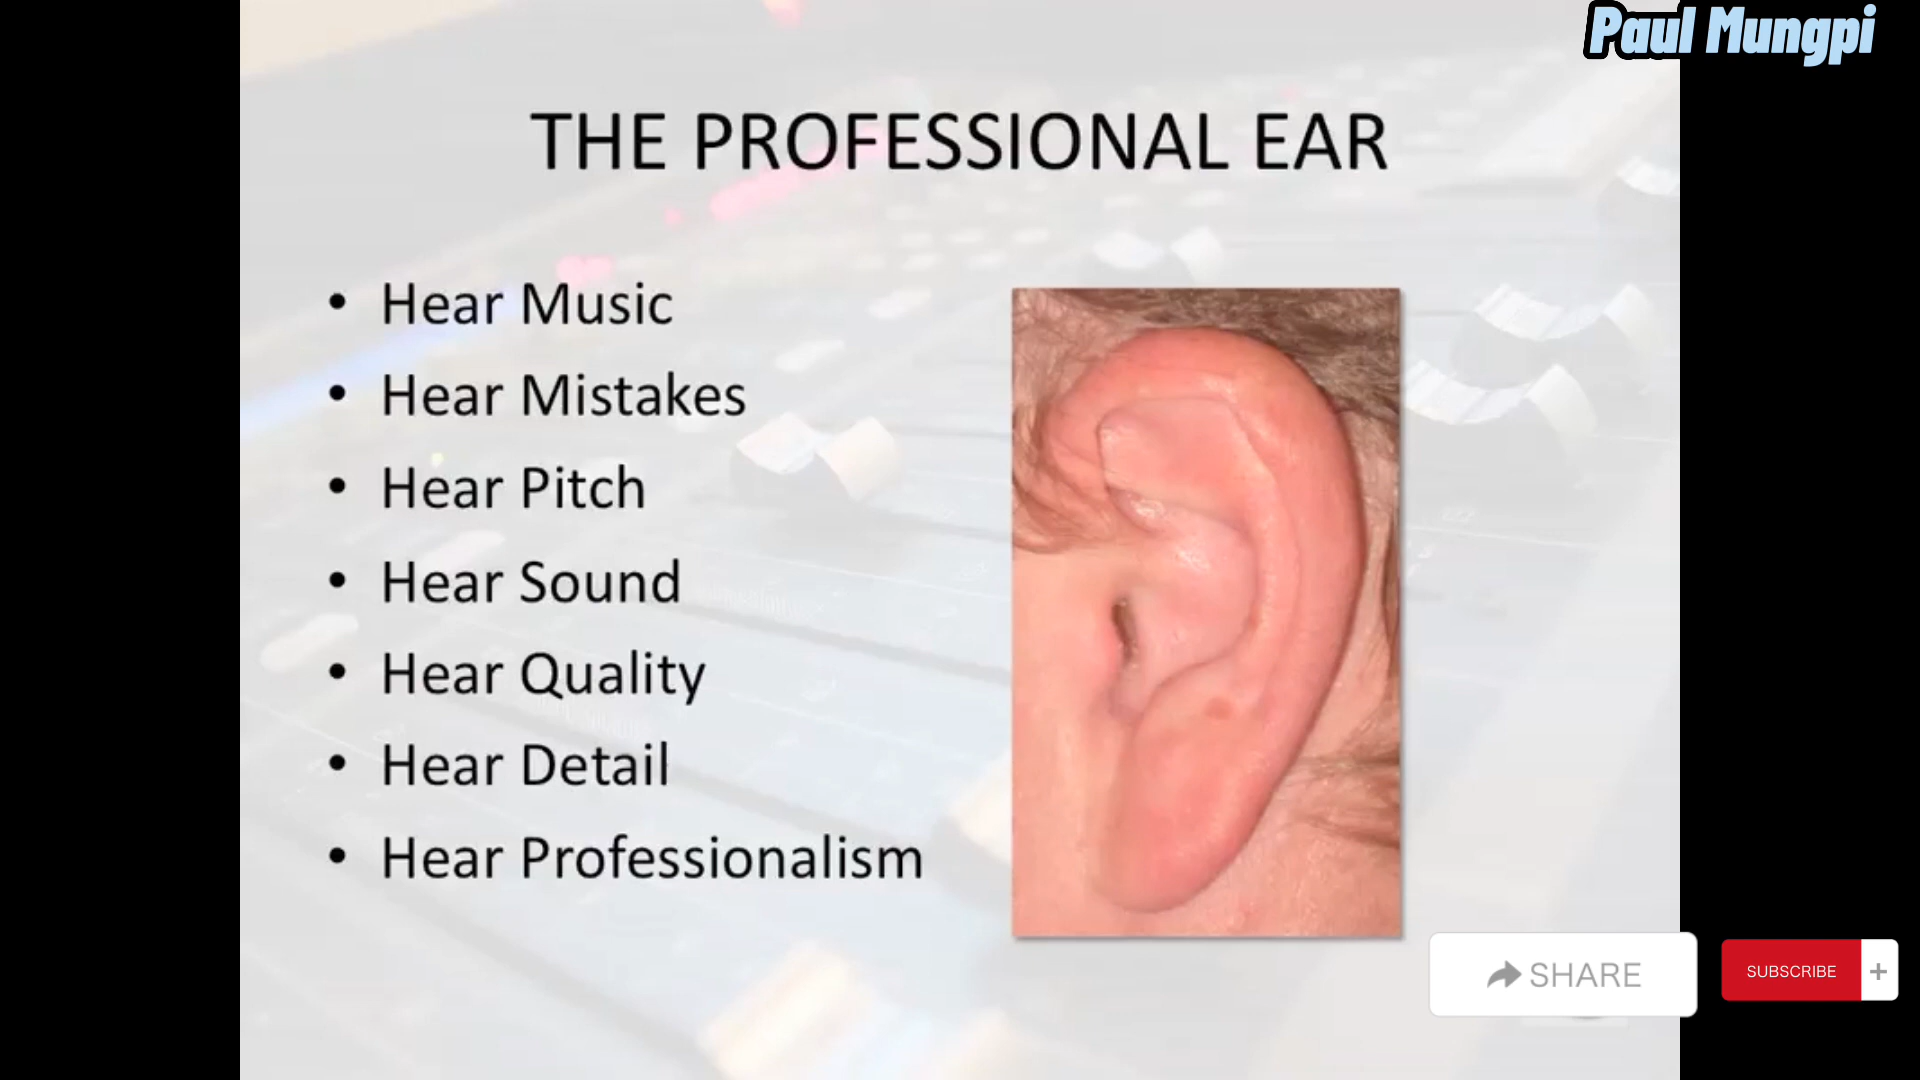 Paul Mungpi
THE PROFESSIONAL EAR
• Hear Music
• Hear Mistakes
• Hear Pitch
• Hear Sound
• Hear Quality
• Hear Detail
• Hear Professionalism
SHARE
SUBSCRIBE +